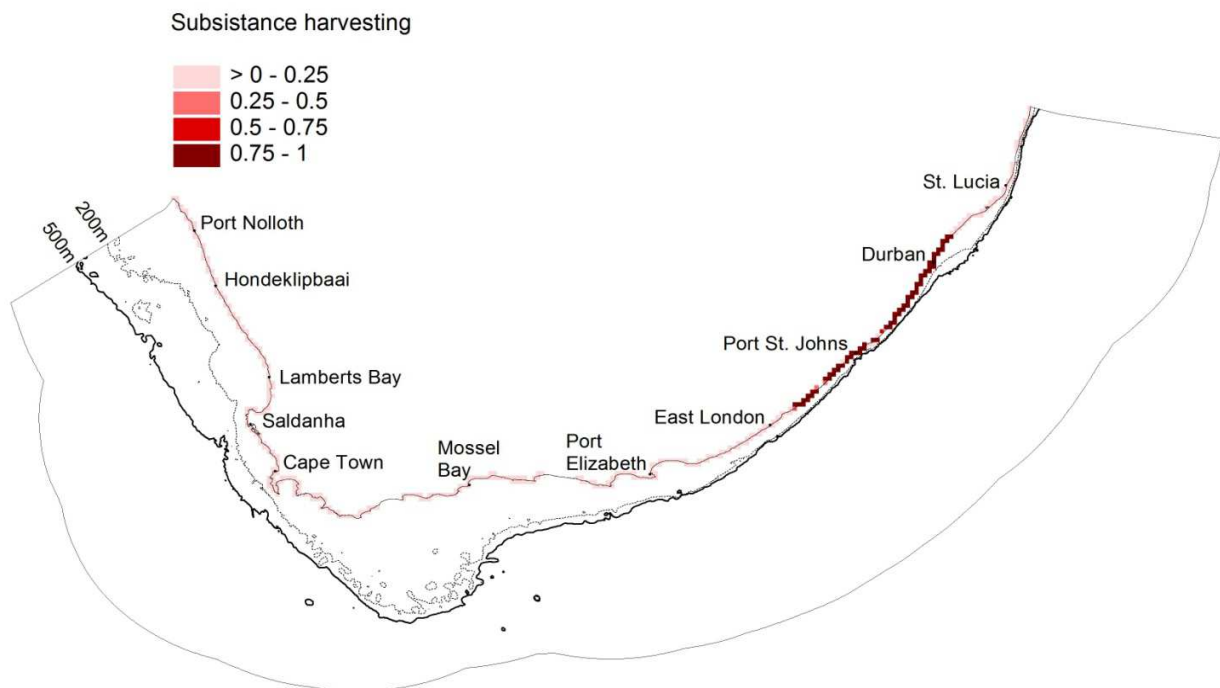 Subsistance harvesting
> 0 - 0.25
0.25 - 0.5
0.5 - 0.75
0.75 - 1
St. Lucia
200m
500m
Port Nolloth
Durban
Hondeklipbaai
Port St. Johns
Lamberts Bay
East London
Saldanha
Mossel
Bay
Port
Elizabeth
Cape Town